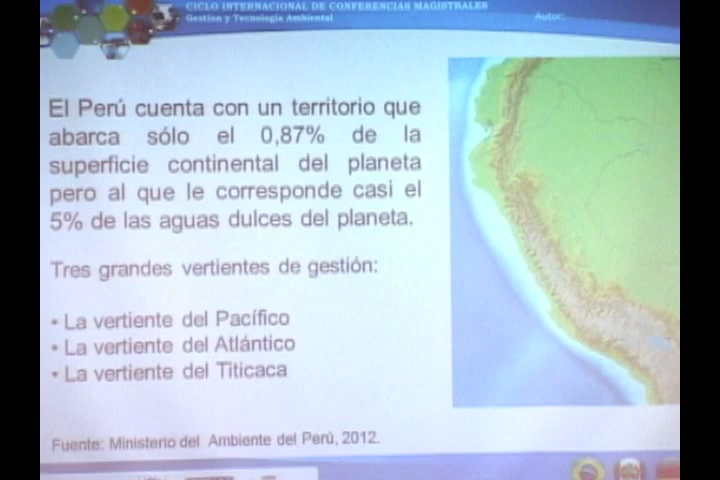 CICLO INTERNACIONAL DE CONFERENCIAS MAGISTRALES
Gestión y Tecnología Ambiental
Autor:
El Perú cuenta con un territorio que
abarca sólo el 0,87% de la
superficie continental del planeta
pero al que le corresponde casi el
5% de las aguas dulces del planeta.
Tres grandes vertientes de gestión:
• La vertiente del Pacífico
• La vertiente del Atlántico
• La vertiente del Titicaca
Fuente: Ministerio del Ambiente del Perú, 2012.